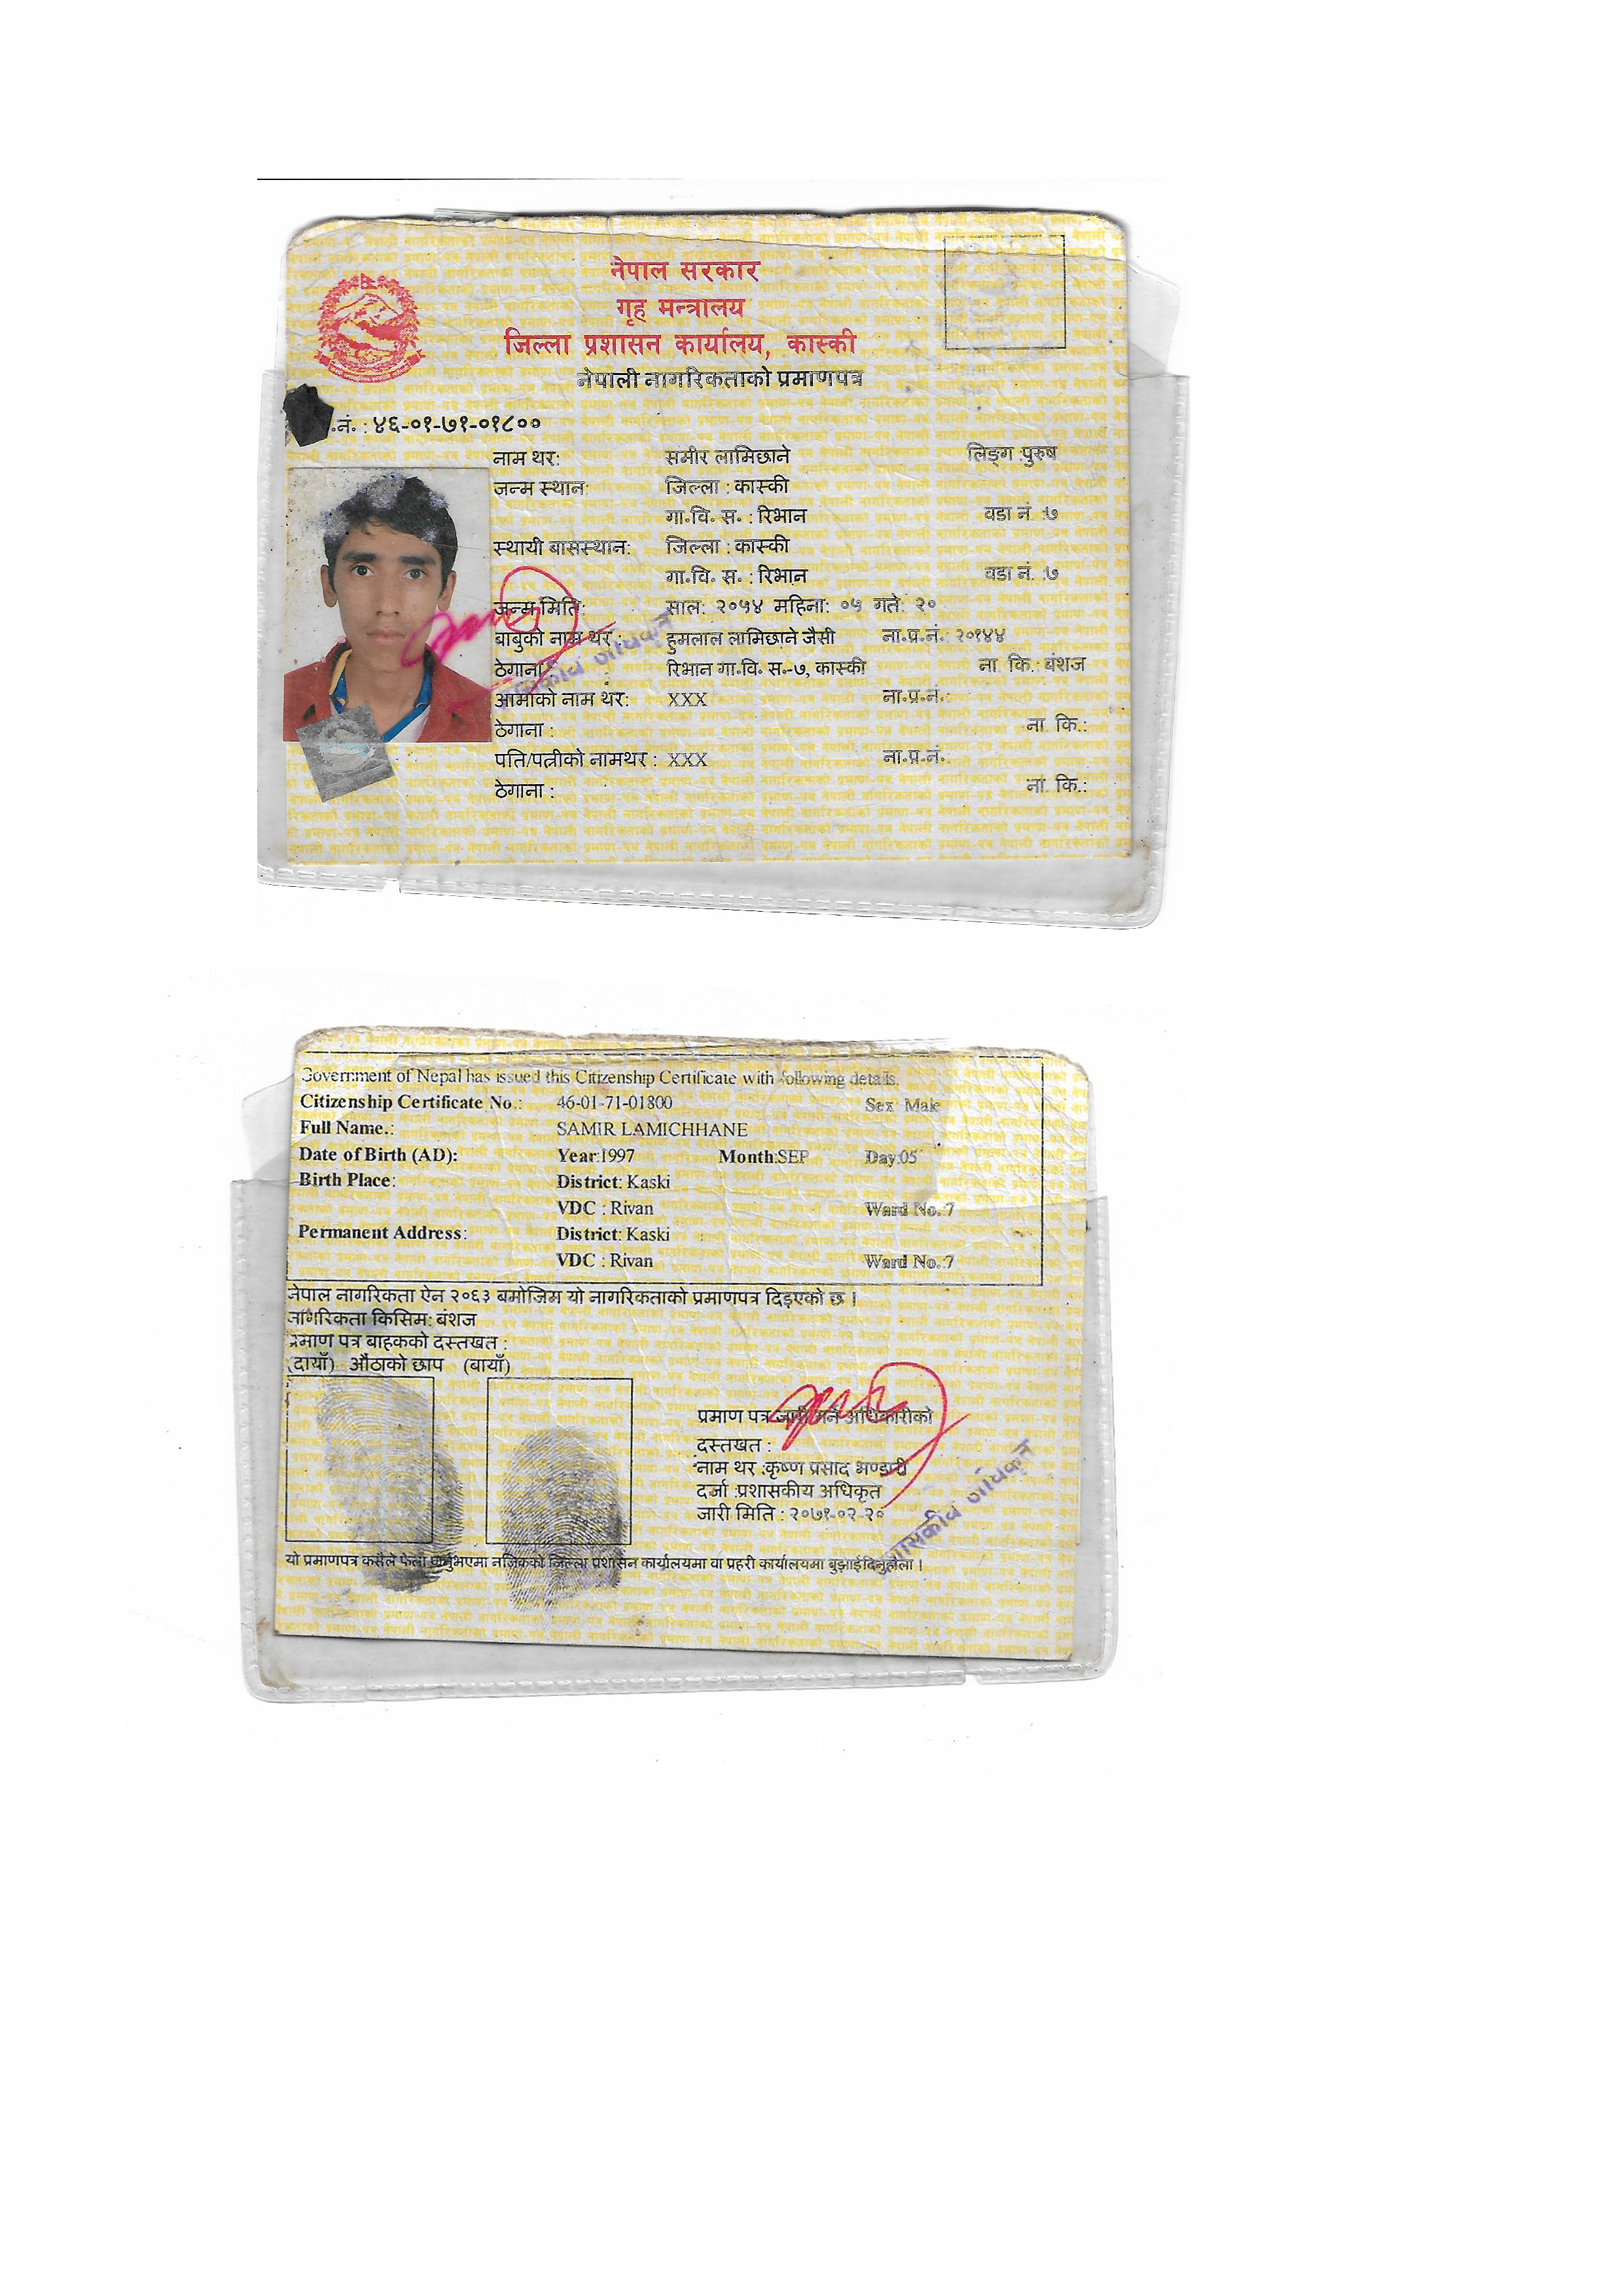 नेपाल सरकार
गृह मन्त्रालय
जिल्ला प्रशासन कार्यालय, कास्की
नेपाली नागरिकताको प्रमाणपत्र
.नं. : ४६-०१-७१-०१८००
नाम थर: समीर लामिछाने लिङ्ग :पुरुष
जन्म स्थान: जिल्ला : कास्की
गा.वि. स. : रिभान वडा नं :७
स्थायी बासस्थान: जिल्ला : कास्की
गा.वि. स. : रिभान वडा नं. :७
जन्म मिति: साल: २०५४ महिना: ०५ गते: २०
बाबुको नाम थर : हुमलाल लामिछाने जैसी ना.प्र.नं.: २०१४४
ठेगाना : रिभान गा.वि. स.-७, कास्की ना. कि.: बंशज
आमाको नाम थर: XXX ना.प्र.नं.:
ठेगाना : ना. कि.:
पति/पत्नीको नामथर : XXX ना.प्र.नं.
ठेगाना : ना. कि.:
Government of Nepal has issued this Citizenship Certificate with following details.
Citizenship Certificate No.: 46-01-71-01800 Sex: Male
Full Name.: SAMIR LAMICHHANE
Date of Birth (AD): Year:1997 Month:SEP Day:05
Birth Place: District: Kaski
VDC : Rivan Ward No.:7
Permanent Address: District: Kaski
VDC : Rivan Ward No.:7
नेपाल नागरिकता ऐन २०६३ बमोजिम यो नागरिकताको प्रमाणपत्र दिइएको छ ।
नागरिकता किसिम: बंशज
प्रमाण पत्र बाहकको दस्तखत :
(दायाँ) औंठाको छाप (बायाँ)
प्रमाण पत्र जारी गर्ने अधिकारीको
दस्तखत :
नाम थर :कृष्ण प्रसाद भण्डारी
दर्जा :प्रशासकीय अधिकृत
जारी मिति : २०७१-०२-२०
यो प्रमाणपत्र कसैले फेला पार्नुभएमा नजिकको जिल्ला प्रशासन कार्यालयमा वा प्रहरी कार्यालयमा बुझाईदिनुहोला ।